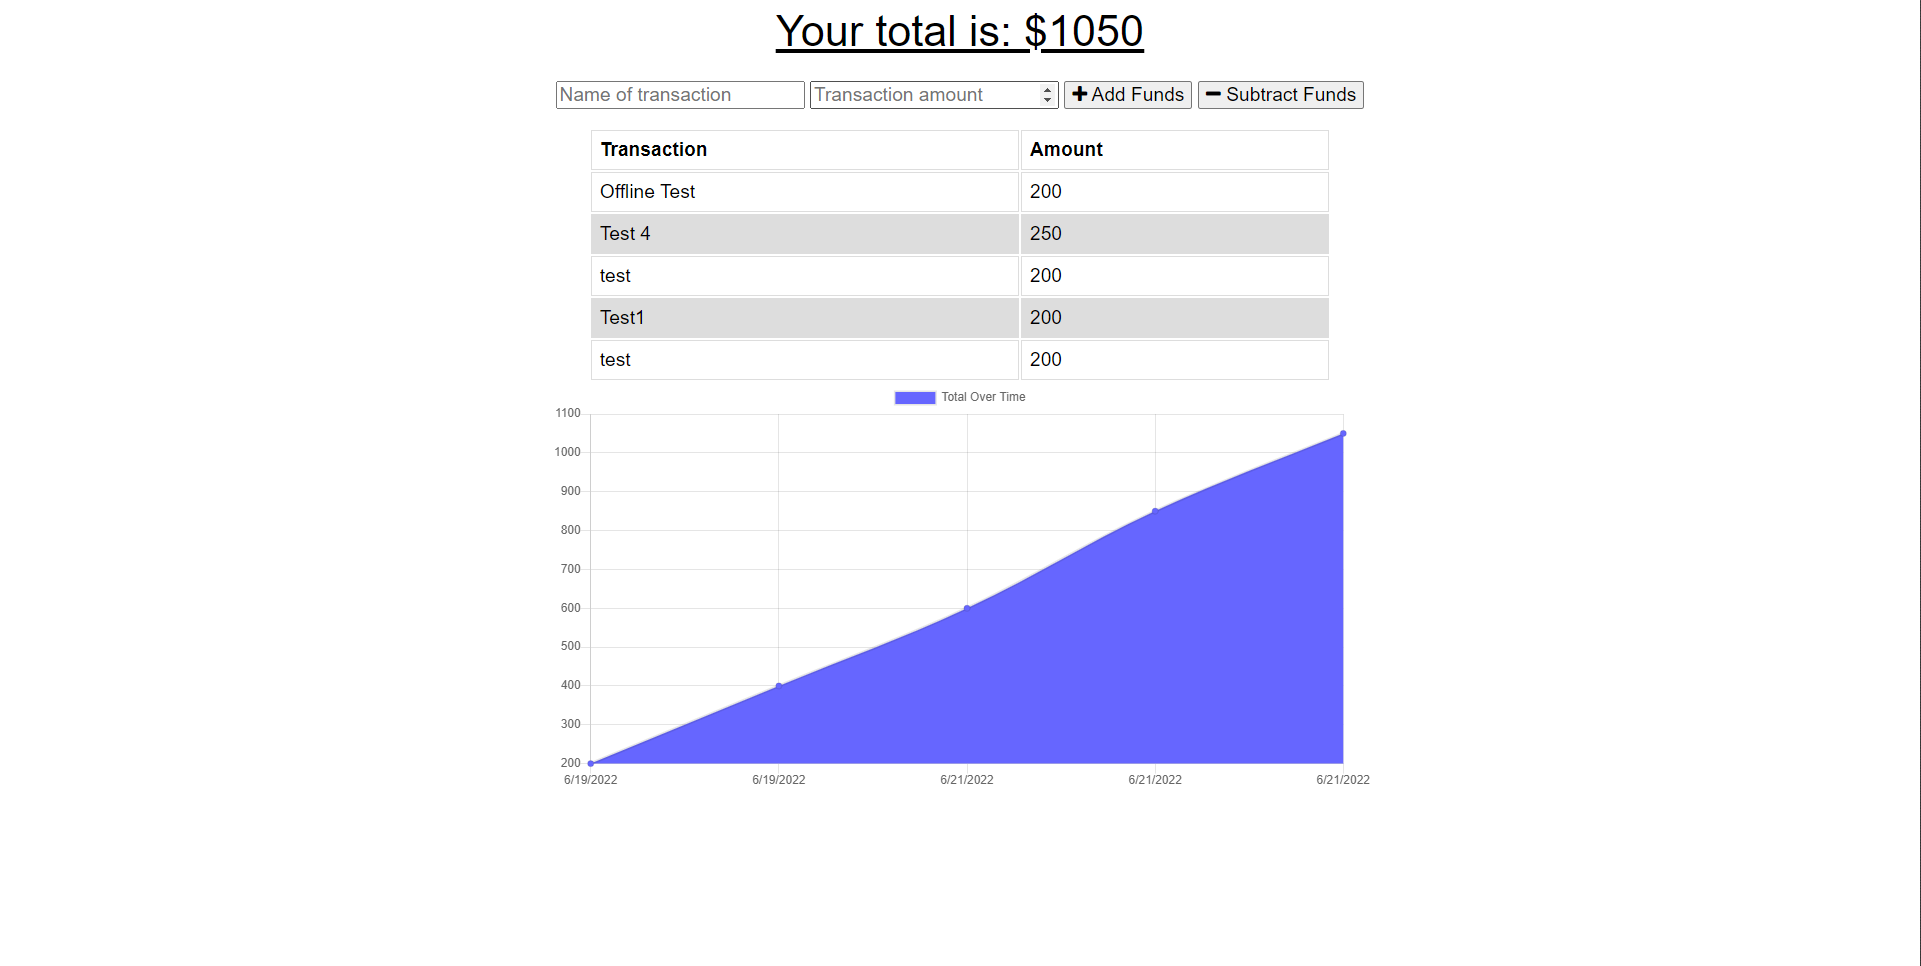 Your total is: $1050
Name of transaction Transaction amount Add Funds Subtract Funds
Transaction Amount
Offline Test 200
Test 4 250
test 200
Test1 200
test 200
Total Over Time
1100
1000
900
800
700
600
500
400
300
200
6/19/2022 6/19/2022 6/21/2022 6/21/2022 6/21/2022